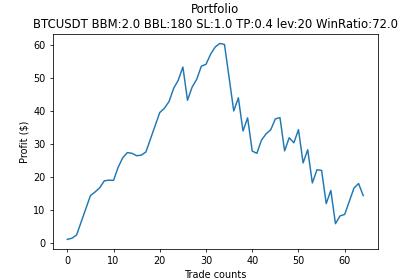 Portfolio
BTCUSDT BBM:2.0 BBL:180 SL:1.0 TP:0.4 lev:20 WinRatio:72.0
60
50
40
30
20
10
0
Profit ($)
0 10 20 30 40 50 60
Trade counts